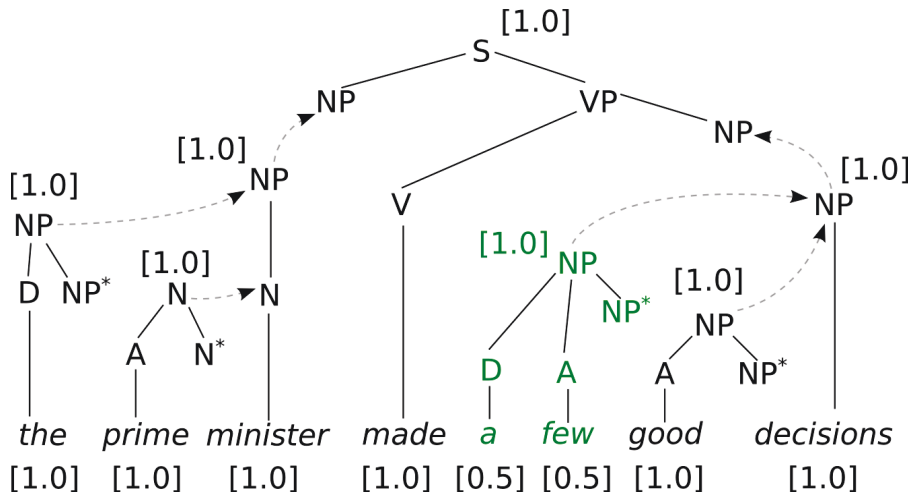 [1.0]
S
NP VP
NP
[1.0] [1.0]
NP
[1.0] V NP
NP [1.0] NP
[1.0] [1.0]
D NP* N N NP*
NP
A N* D A A NP*
the prime minister made a few good decisions
[1.0] [1.0] [1.0] [1.0] [0.5] [0.5] [1.0] [1.0]